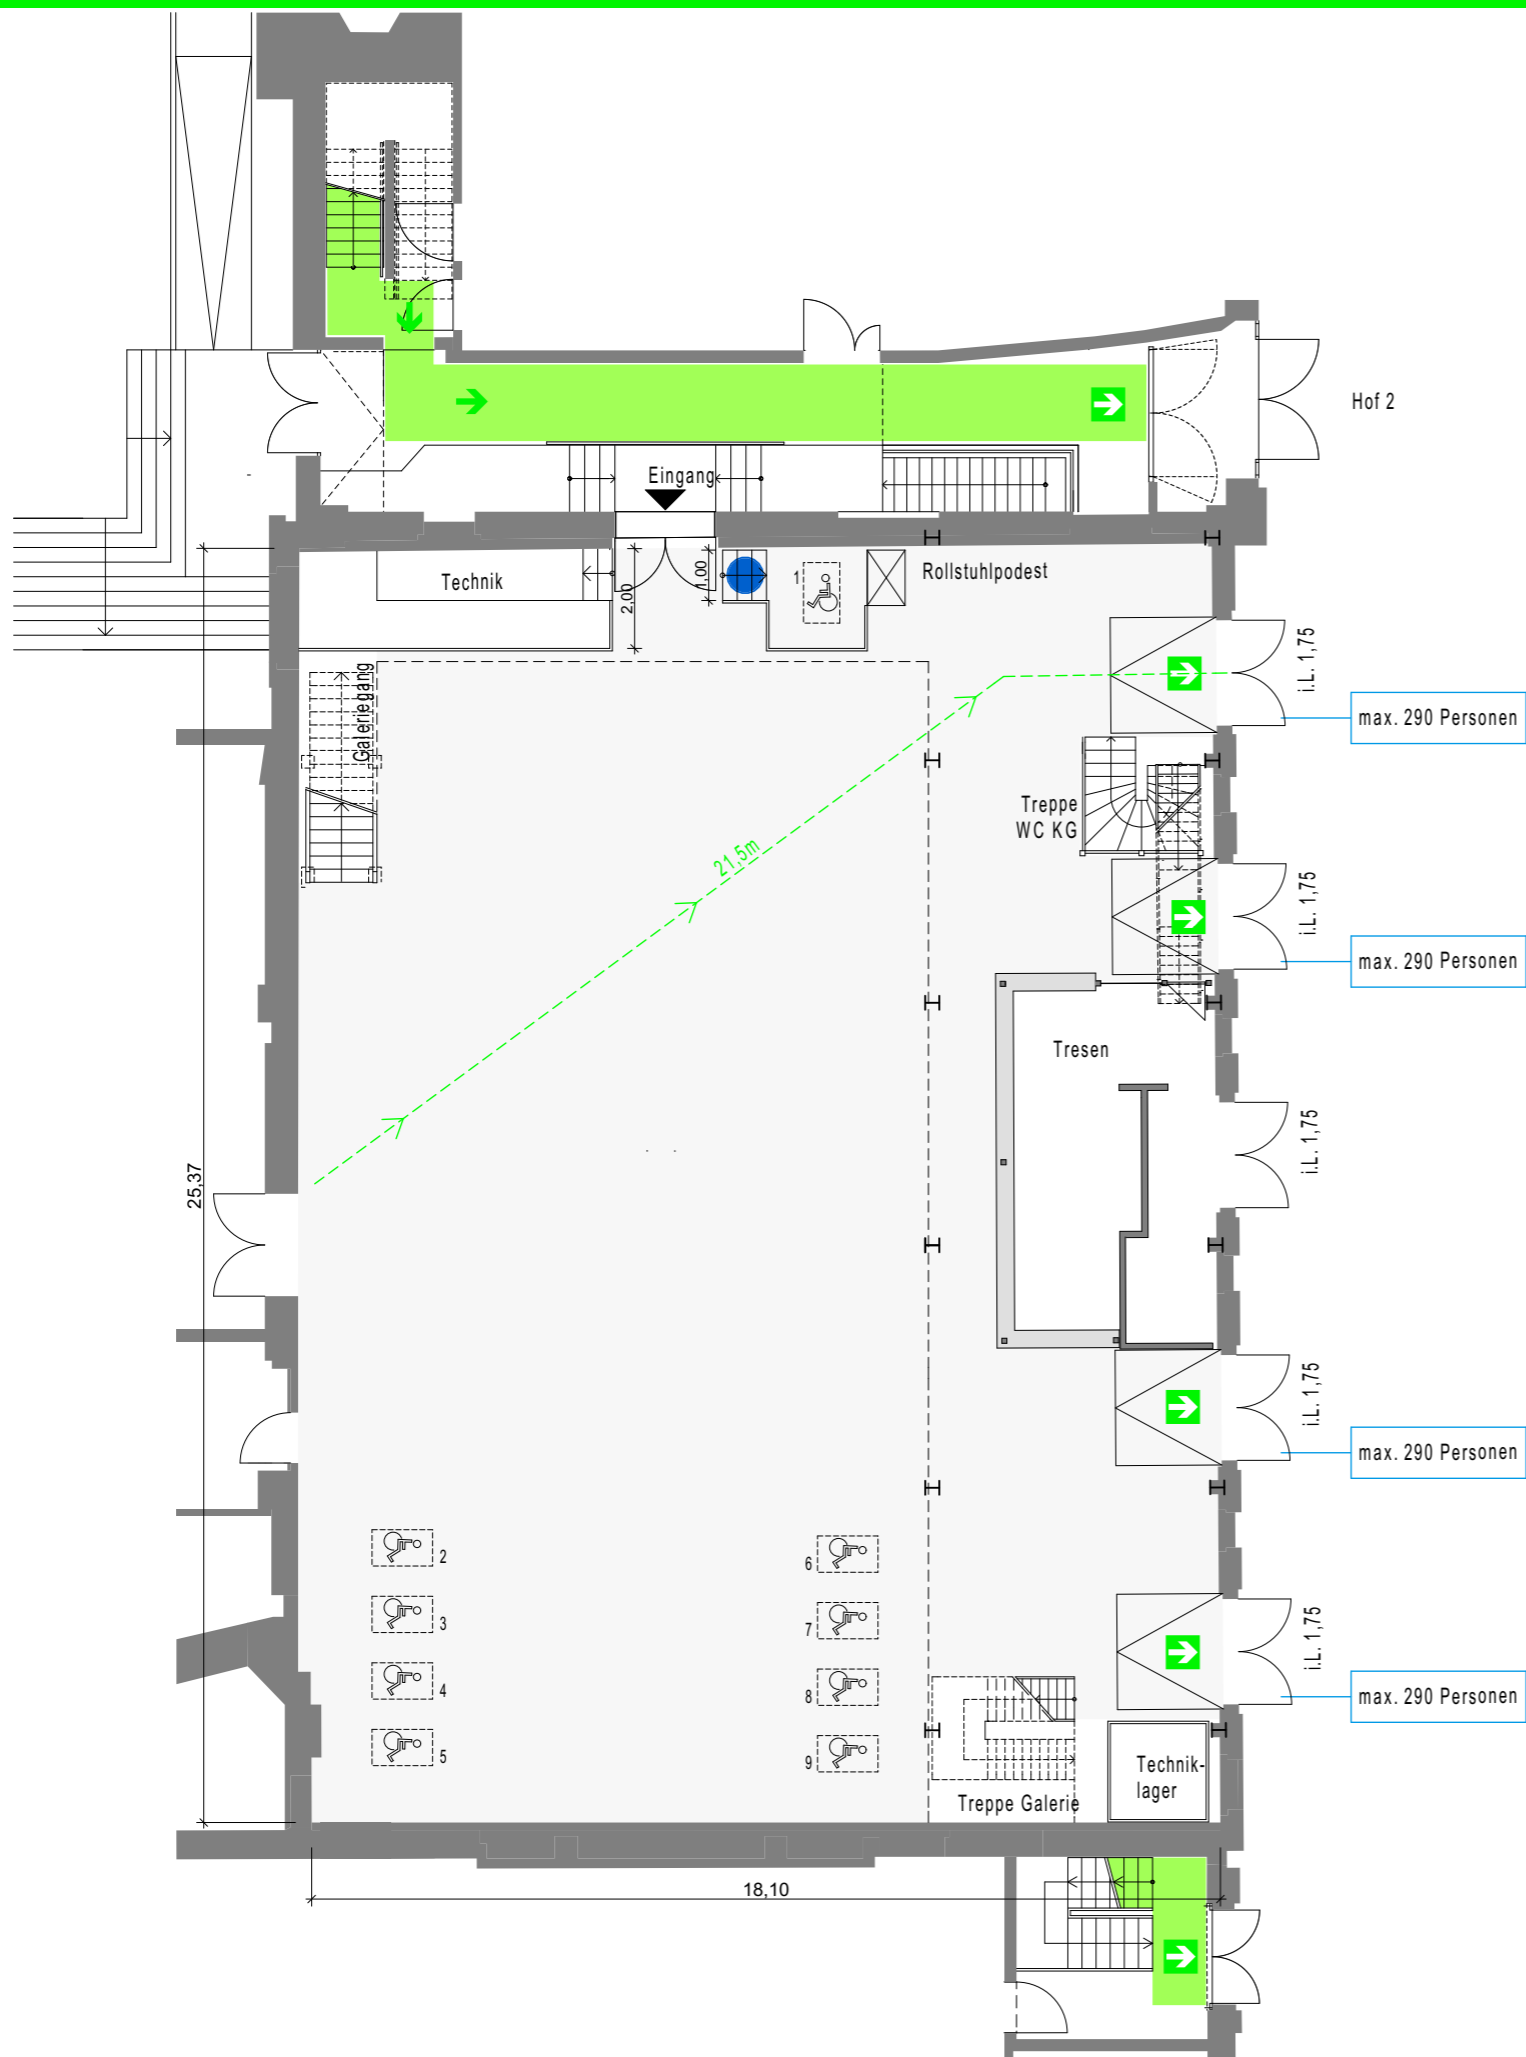 Hof 2
Eingang
Technik
2,00
1,00
1
Rollstuhlpodest
i.L. 1,75
Galeriegang
max. 290 Personen
Treppe
WC KG
21,5m
i.L. 1,75
max. 290 Personen
Tresen
i.L. 1,75
25,37
i.L. 1,75
max. 290 Personen
2
6
3
7
i.L. 1,75
4
8
max. 290 Personen
5
9
Technik-
lager
Treppe Galerie
18,10